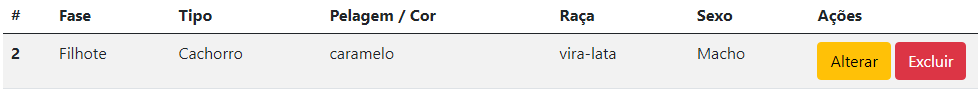 # Fase Tipo Pelagem / Cor Raça Sexo Ações
2 Filhote Cachorro caramelo vira-lata Macho Alterar Excluir